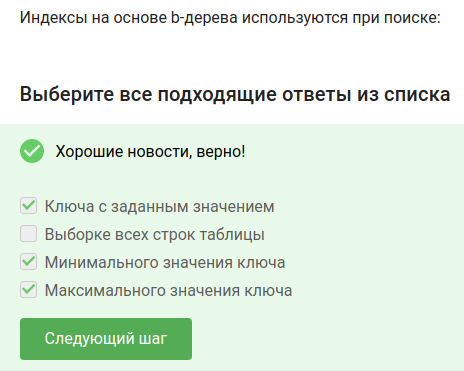 Индексы на основе b-дерева используются при поиске:
Выберите все подходящие ответы из списка
Хорошие новости, верно!
Ключа с заданным значением
Выборке всех строк таблицы
Минимального значения ключа
Максимального значения ключа
Следующий шаг